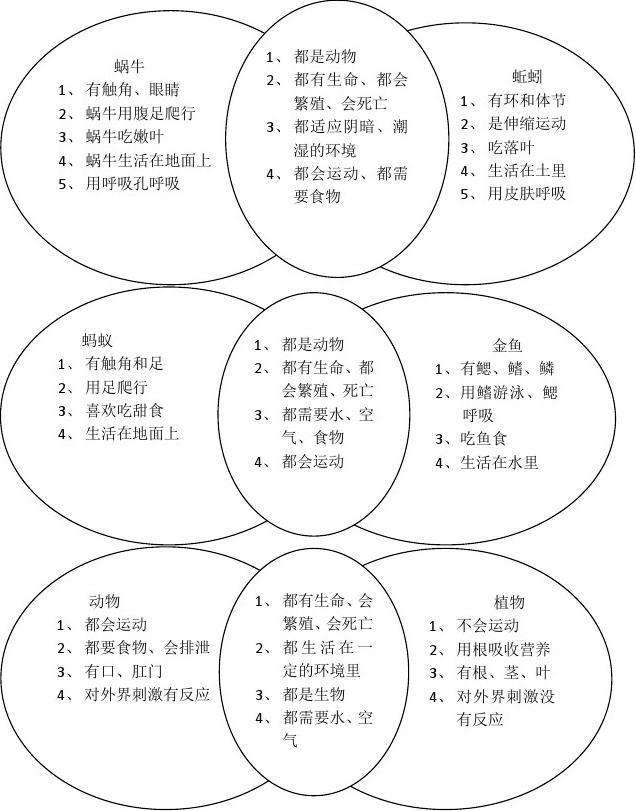 蜗牛
1、有触角、眼睛
2、蜗牛用腹足爬行
3、蜗牛吃嫩叶
4、蜗牛生活在地面上
5、用呼吸孔呼吸
1、都是动物
2、都有生命、都会
繁殖、会死亡
3、都适应阴暗、潮
湿的环境
4、都会运动、都需
要食物
蚯蚓
1、有环和体节
2、是伸缩运动
3、吃落叶
4、生活在土里
5、用皮肤呼吸
蚂蚁
1、有触角和足
2、用足爬行
3、喜欢吃甜食
4、生活在地面上
1、都是动物
2、都有生命、都
会繁殖、死亡
3、都需要水、空
气、食物
4、都会运动
金鱼
1、有鳃、鳍、鳞
2、用鳍游泳、鳃
呼吸
3、吃鱼食
4、生活在水里
动物
1、都会运动
2、都要食物、会排泄
3、有口、肛门
4、对外界刺激有反应
1、都有生命、会
繁殖、会死亡
2、都生活在一
定的环境里
3、都是生物
4、都需要水、空
气
植物
1、不会运动
2、用根吸收营养
3、有根、茎、叶
4、对外界刺激没
有反应